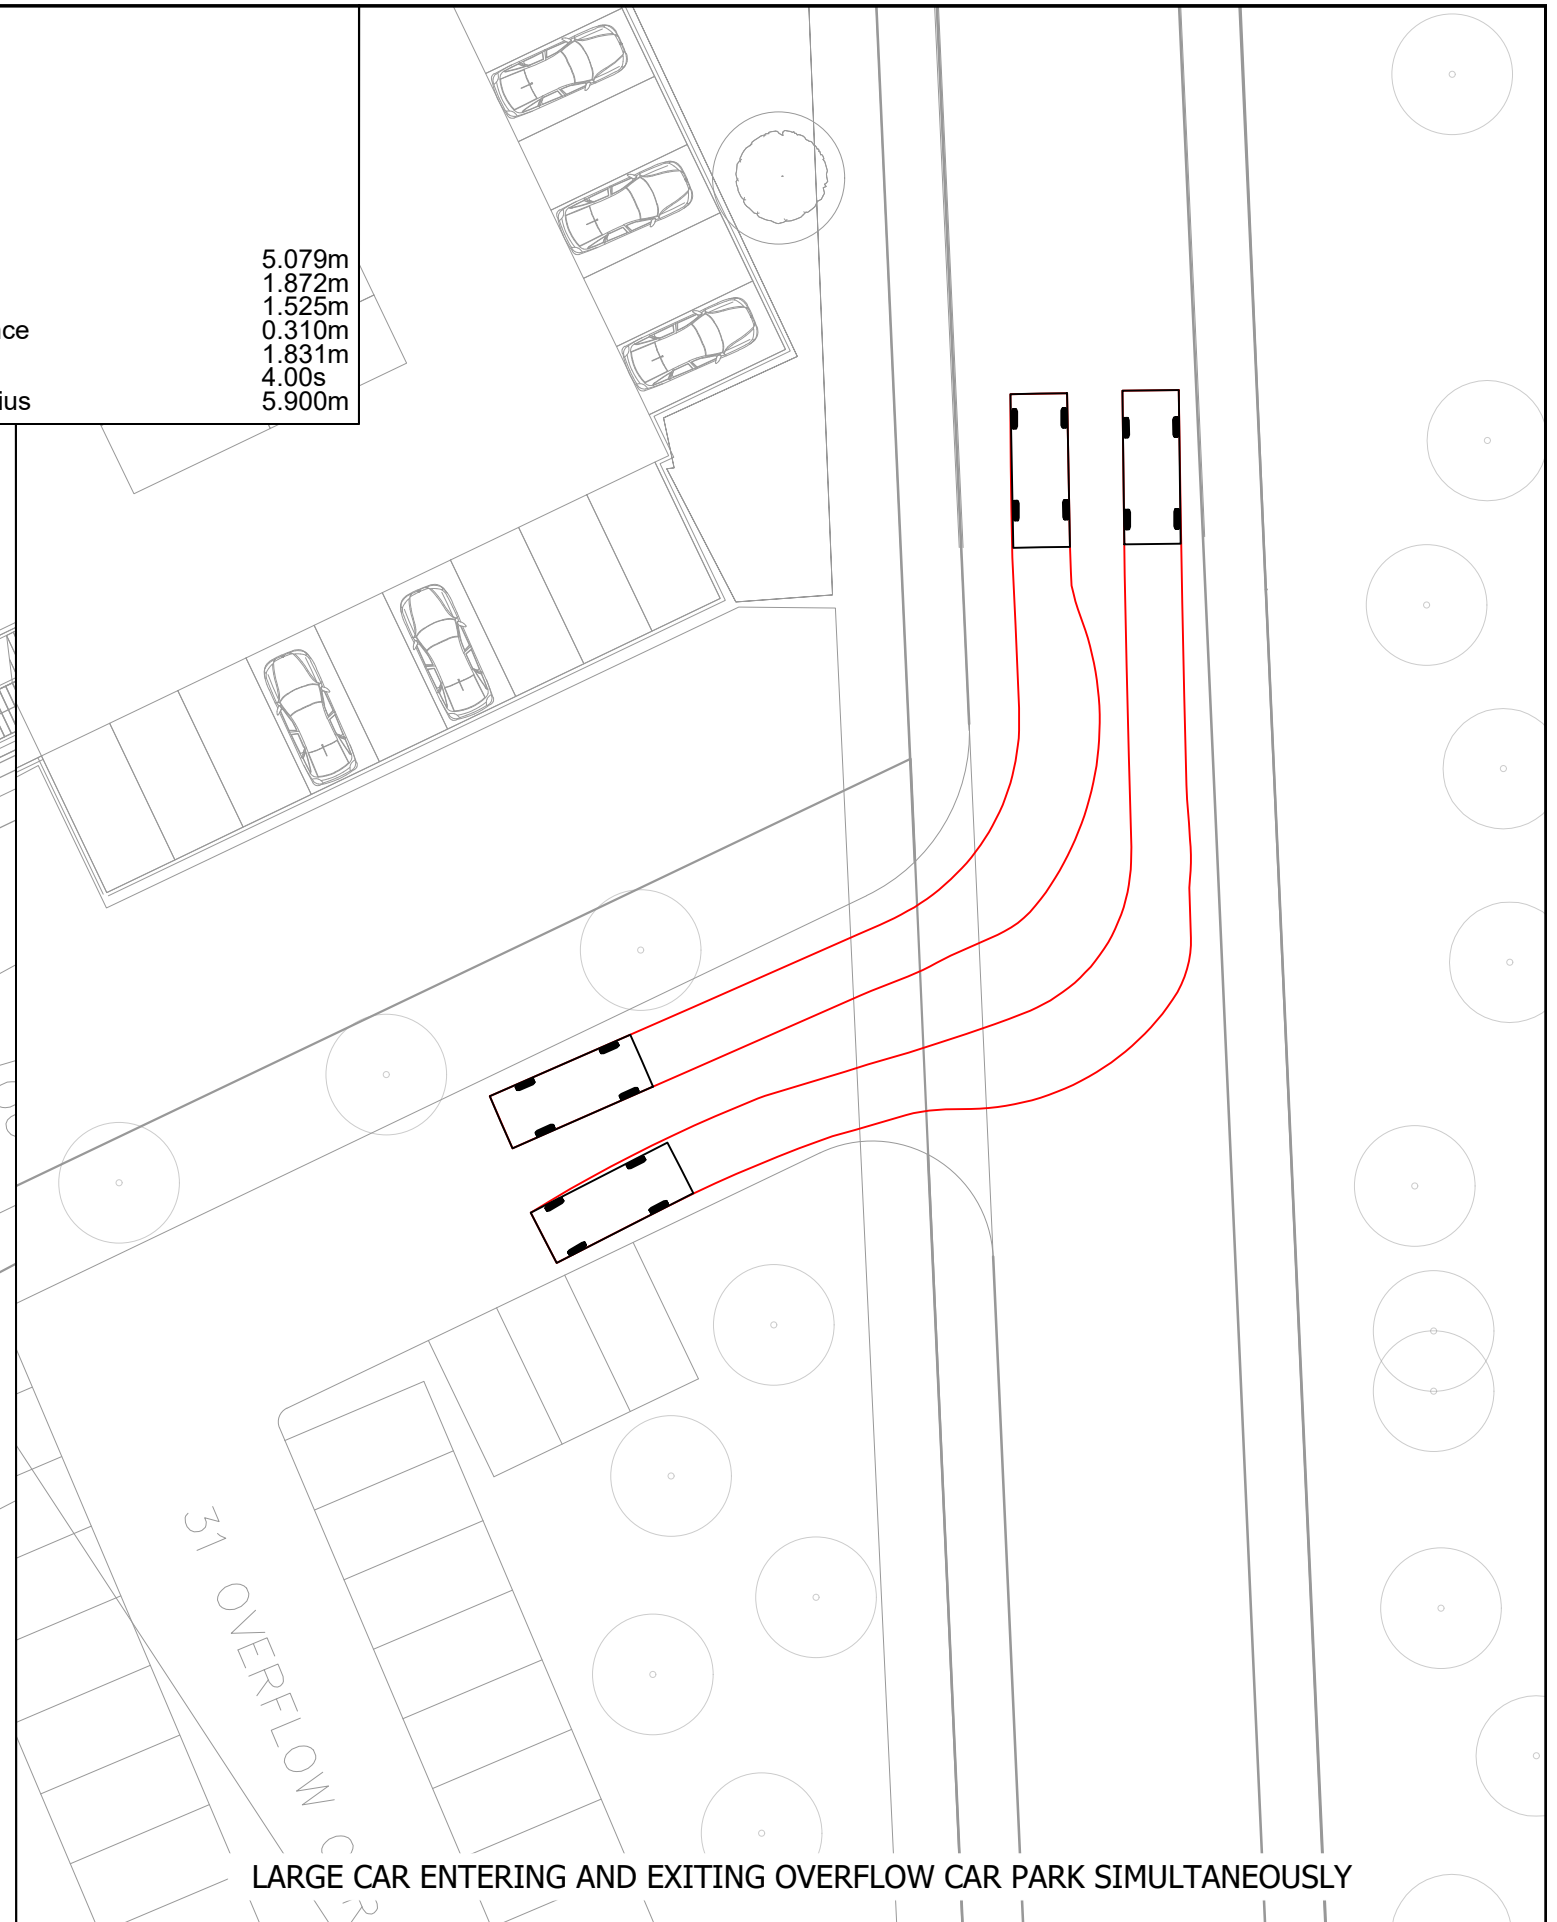 5.079m
1.872m
1.525m
nce 0.310m
1.831m
4.00s
ius 5.900m
31 OVERFLOW C
LARGE CAR ENTERING AND EXITING OVERFLOW CAR PARK SIMULTANEOUSLY